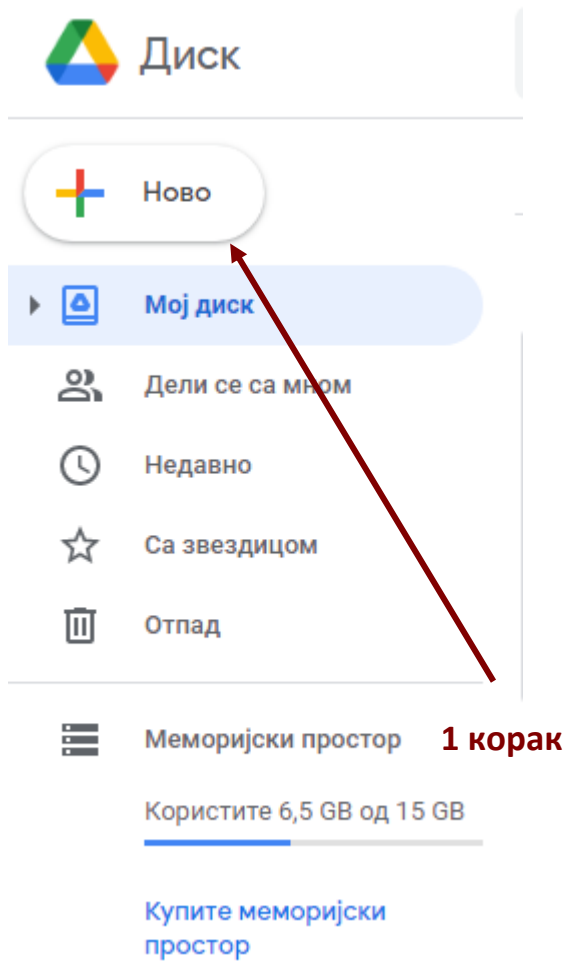 Диск
Ново
Мој диск
Дели се са мном
Недавно
Са звездицом
Отпад
Меморијски простор
1 корак
Користите 6,5 GB од 15 GB
Купите меморијски
простор